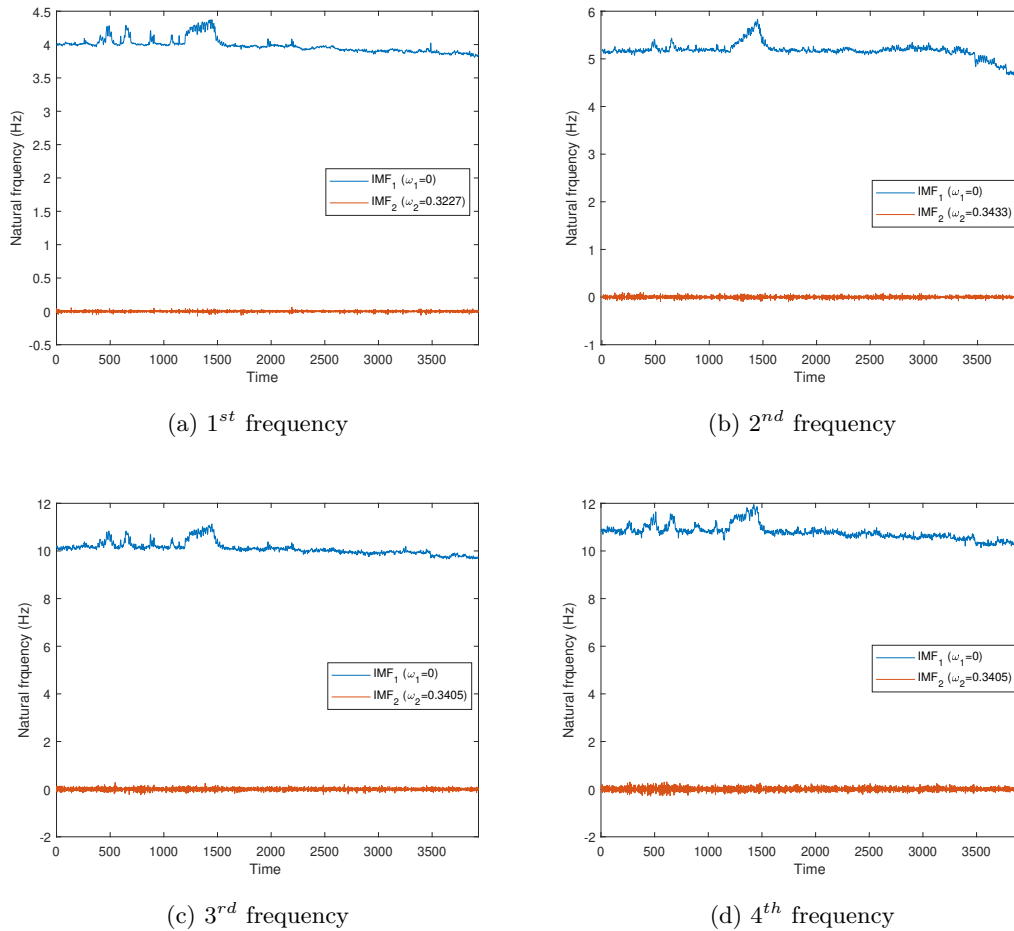 4.5
4
3.5
3
2.5
2
1.5
1
0.5
0
-0.5
Natural frquency (Hz)
IMF1 (ω1=0)
IMF2 (ω2=0.3227)
0 500 1000 1500 2000 2500 3000 3500
Time
(a) 1st frequency
6
5
4
3
2
1
0
-1
Natural frquency (Hz)
IMF1 (ω1=0)
IMF2 (ω2=0.3433)
0 500 1000 1500 2000 2500 3000 3500
Time
(b) 2nd frequency
12
10
8
6
4
2
0
-2
Natural frquency (Hz)
IMF1 (ω1=0)
IMF2 (ω2=0.3405)
0 500 1000 1500 2000 2500 3000 3500
Time
(c) 3rd frequency
12
10
8
6
4
2
0
-2
Natural frquency (Hz)
IMF1 (ω1=0)
IMF2 (ω2=0.3405)
0 500 1000 1500 2000 2500 3000 3500
Time
(d) 4th frequency